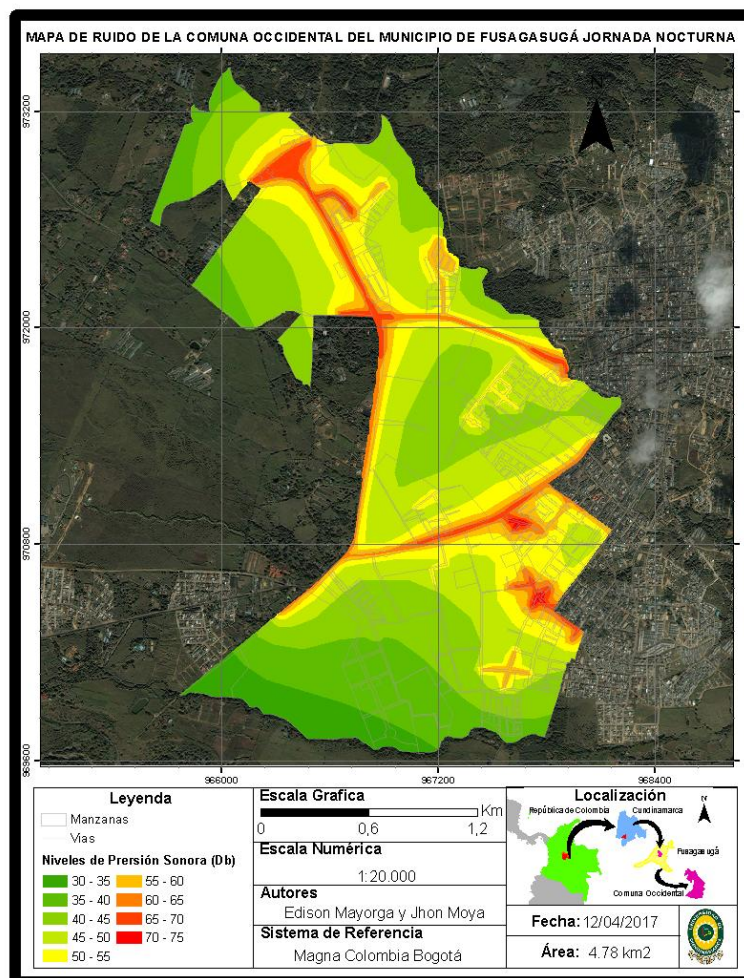 MAPA DE RUIDO DE LA COMUNA OCCIDENTAL DEL MUNICIPIO DE FUSAGASUGÁ JORNADA NOCTURNA
N
973200
972000
970800
969600
966000
967200
968400
Leyenda
Manzanas
Vias
Niveles de Prersión Sonora (Db)
30 - 35
35 - 40
40 - 45
45 - 50
50 - 55
55 - 60
60 - 65
65 - 70
70 - 75
Escala Grafica
Km
0 0,6 1,2
Escala Numérica
1:20.000
Autores
Edison Mayorga y Jhon Moya
Sistema de Referencia
Magna Colombia Bogotá
Localización
República de Colombia
Cundinamarca
N
Fusagasugá
Comuna Occidental
Fecha: 12/04/2017
Área: 4.78 km2